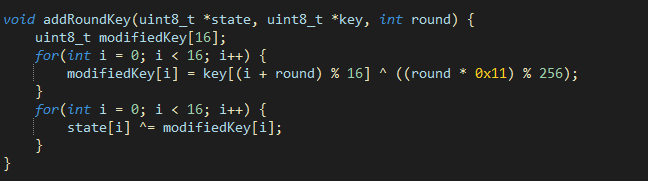 void addRoundKey(uint8_t *state, uint8_t *key, int round) {
    uint8_t modifiedKey[16];
    for(int i = 0; i < 16; i++) {
        modifiedKey[i] = key[(i + round) % 16] ^ ((round * 0x11) % 256);
    }
    for(int i = 0; i < 16; i++) {
        state[i] ^= modifiedKey[i];
    }
}